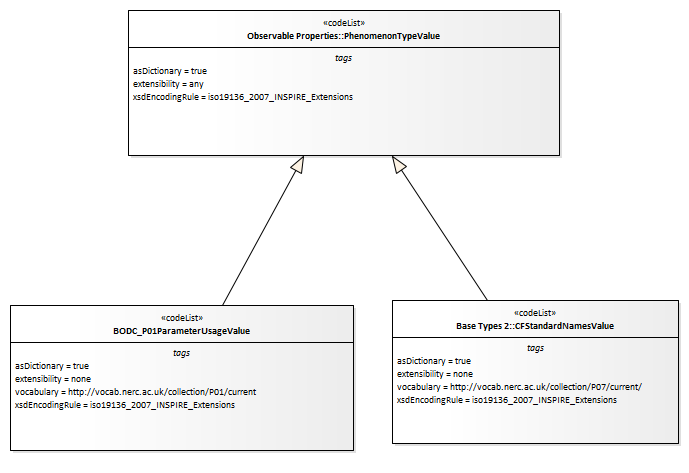 «codeList»
Observable Properties::PhenomenonTypeValue
tags
asDictionary = true
extensibility = any
xsdEncodingRule = iso19136_2007_INSPIRE_Extensions
«codeList»
BODC_P01ParameterUsageValue
tags
asDictionary = true
extensibility = none
vocabulary = http://vocab.nerc.ac.uk/collection/P01/current
xsdEncodingRule = iso19136_2007_INSPIRE_Extensions
«codeList»
Base Types 2::CFStandardNamesValue
tags
asDictionary = true
extensibility = none
vocabulary = http://vocab.nerc.ac.uk/collection/P07/current/
xsdEncodingRule = iso19136_2007_INSPIRE_Extensions